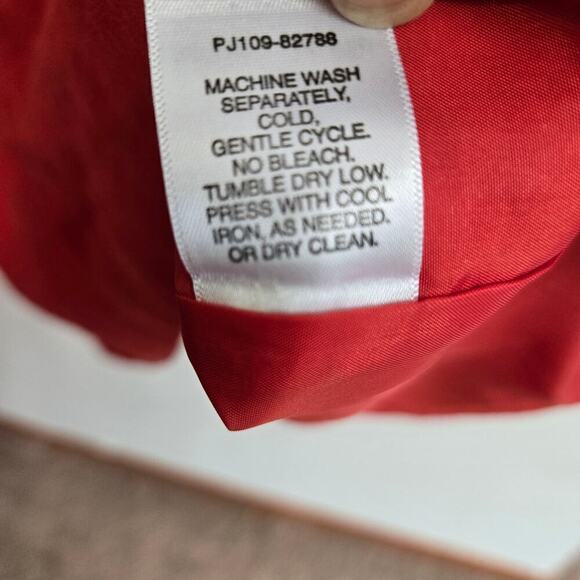 PJ109-82788
MACHINE WASH
SEPARATELY,
COLD,
GENTLE CYCLE.
NO BLEACH.
TUMBLE DRY LOW.
PRESS WITH COOL
IRON, AS NEEDED.
OR DRY CLEAN.